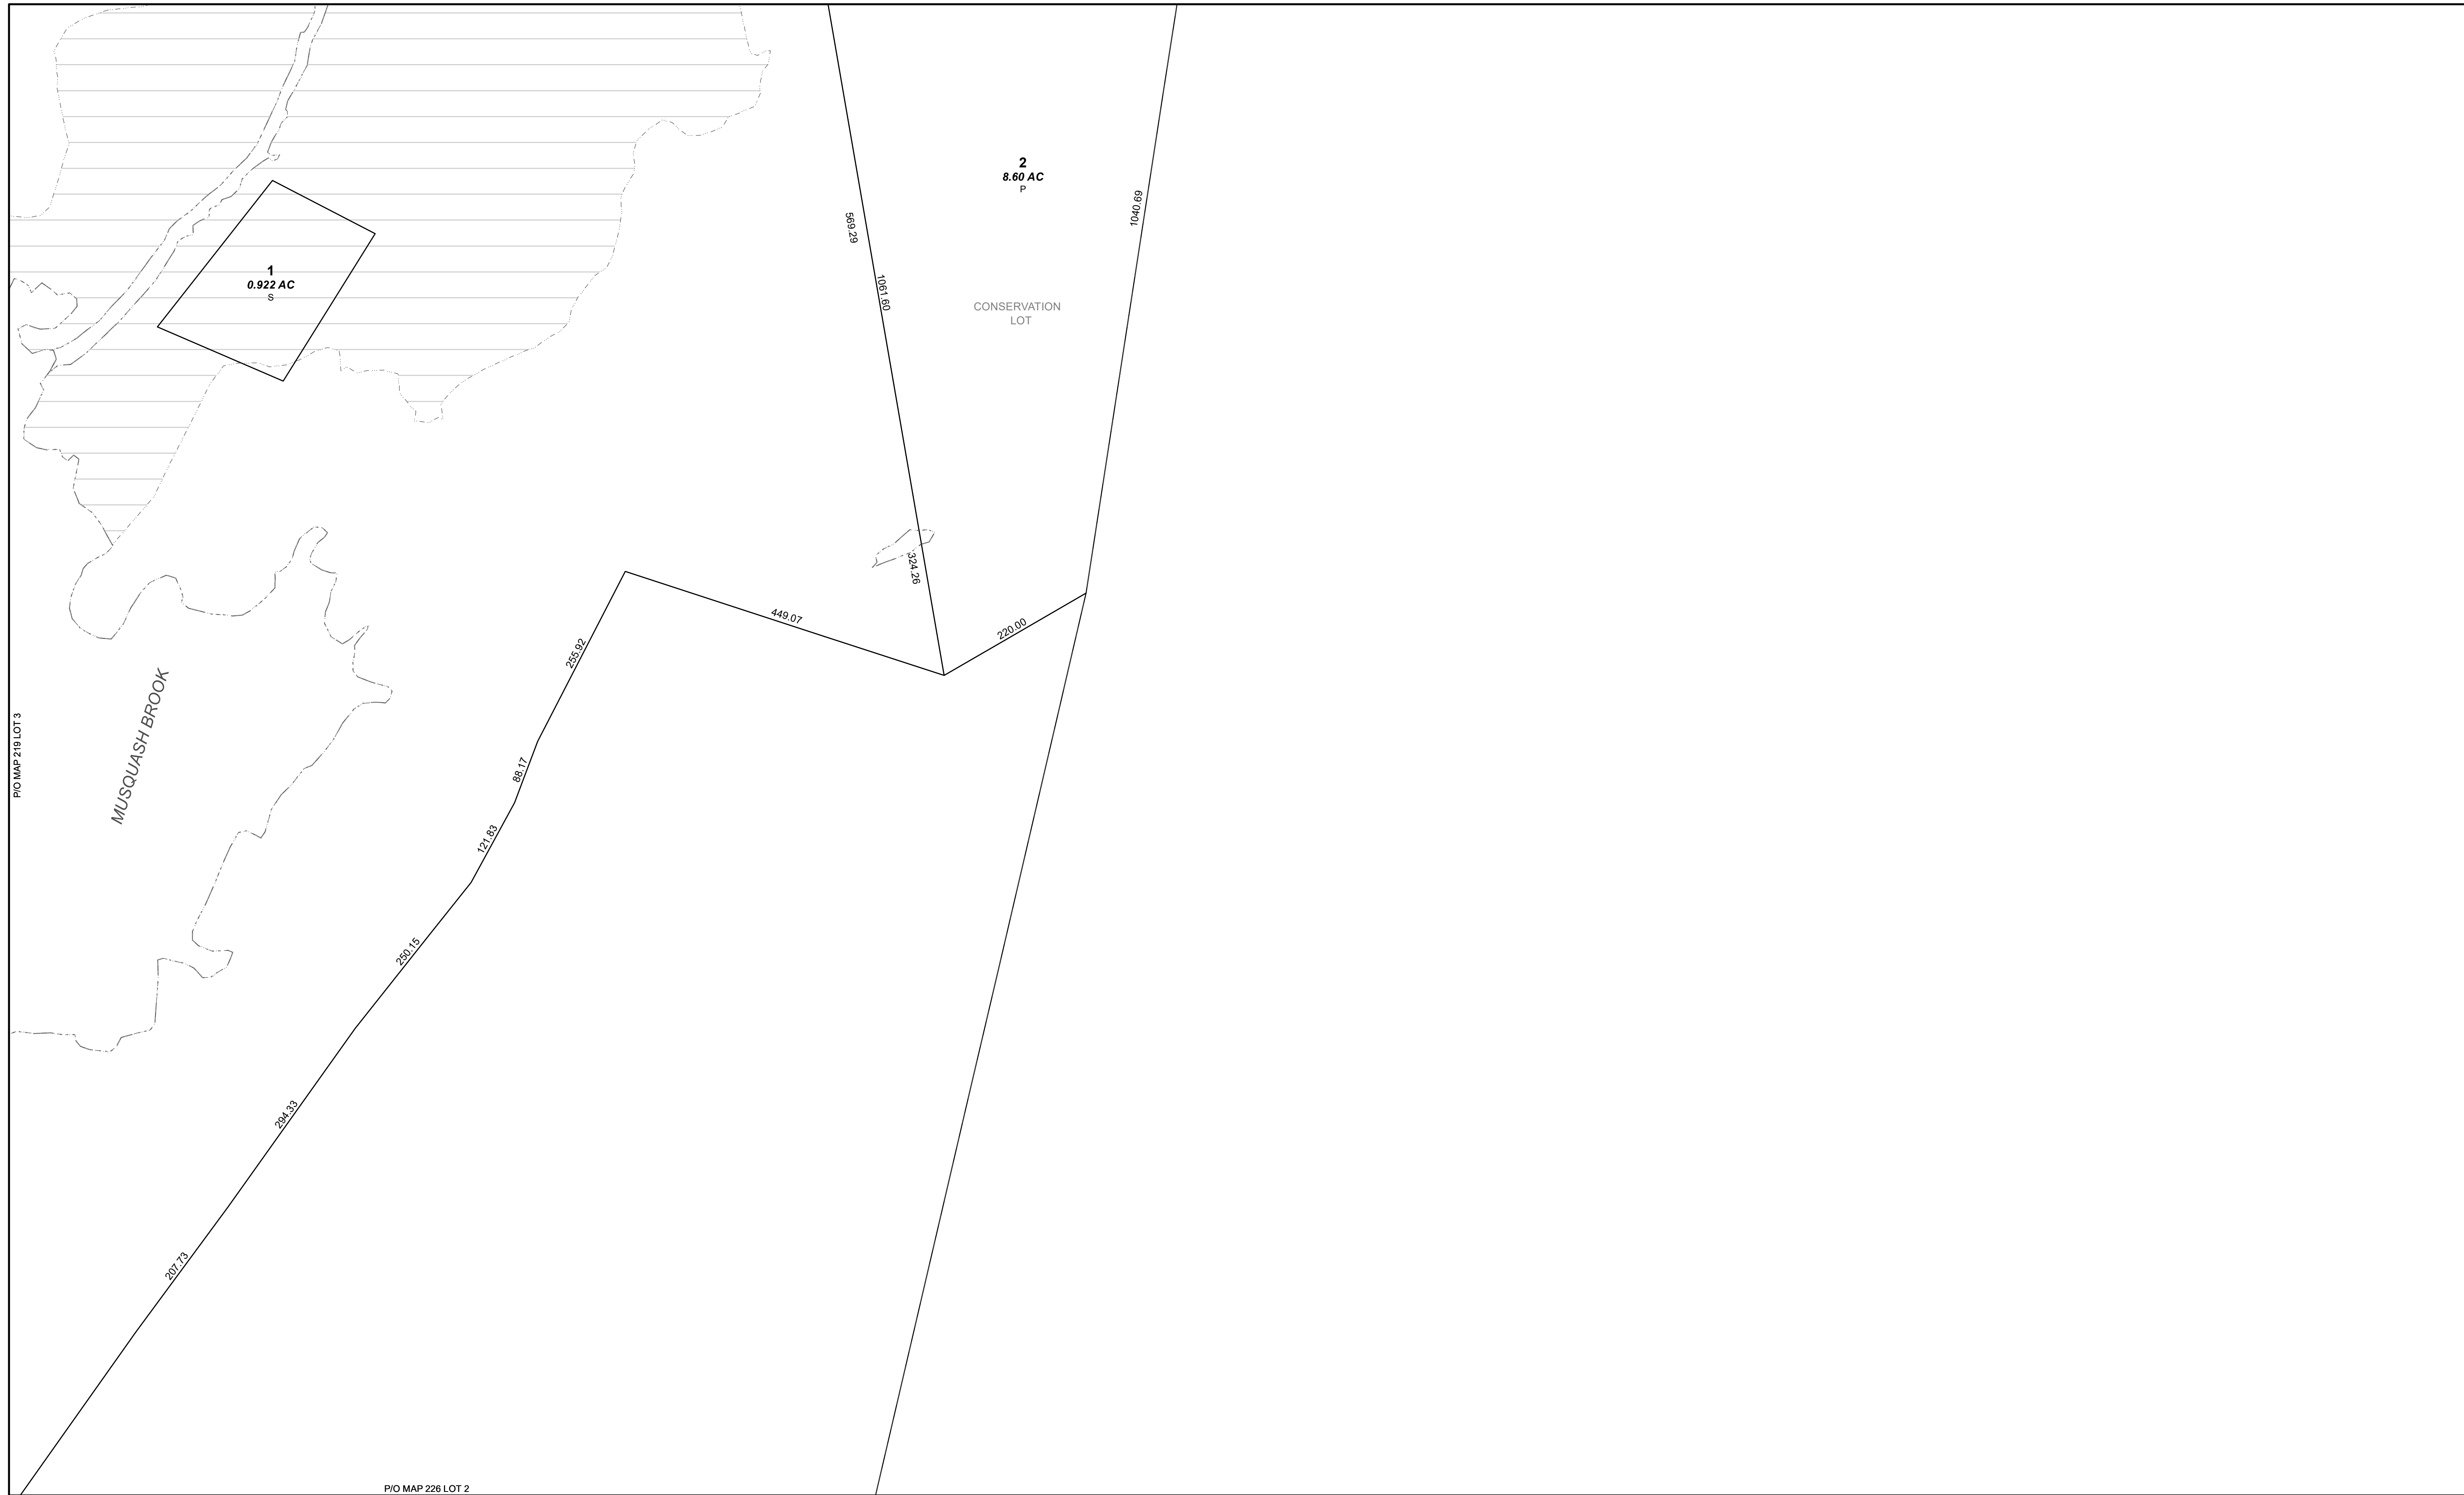 2
8.60 AC
P
1040.69
569.29
1
0.922 AC
S
1061.60
CONSERVATION
LOT
324.26
449.07
220.00
255.92
MUSQUASH BROOK
P/O MAP 219 LOT 3
88.17
121.83
250.15
294.33
207.73
P/O MAP 226 LOT 2